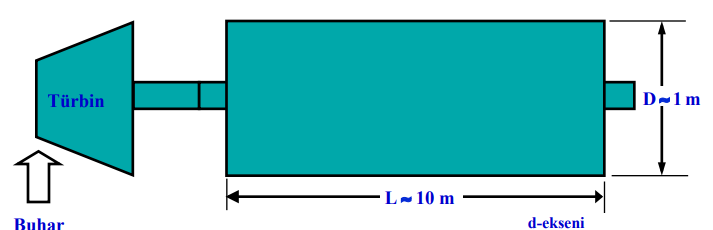 Türbin
D ≈ 1 m
L ≈ 10 m
Buhar
d-ekseni